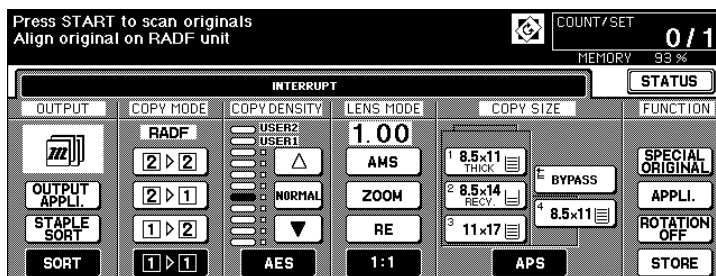 Press START to scan originals
Align original on RADF unit
COUNT/SET
0/1
MEMORY 93 %
INTERRUPT
STATUS
OUTPUT
COPY MODE
COPY DENSITY
LENS MODE
COPY SIZE
FUNCTION
m
OUTPUT
APPLI.
STAPLE
SORT
SORT
RADF
2▷2
2▷1
1▷2
1▷1
USER2
USER1
NORMAL
AES
1.00
AMS
ZOOM
RE
1:1
1 8.5x11
THICK
2 8.5x14
RECY.
3 11x17
BYPASS
4 8.5x11
APS
SPECIAL
ORIGINAL
APPLI.
ROTATION
OFF
STORE